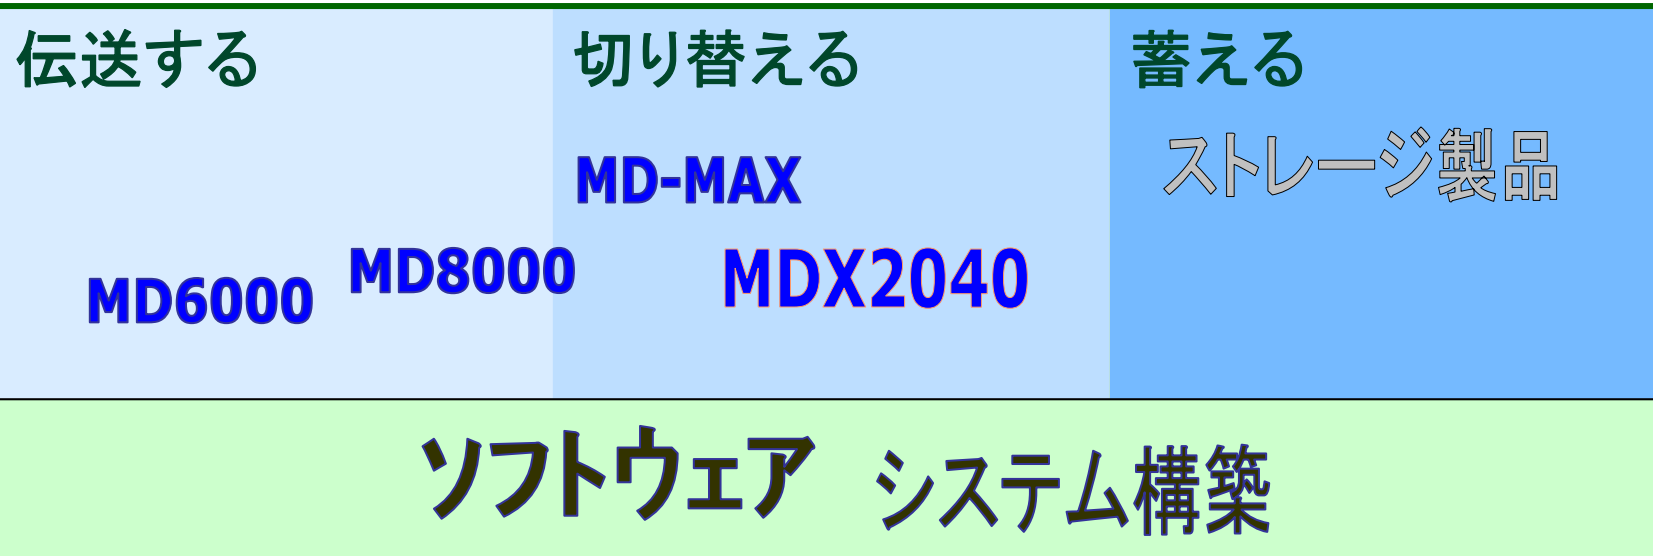 伝送する
切り替える
蓄える
ストレージ製品
MD-MAX
MD8000
MDX2040
MD6000
ソフトウェア システム構築